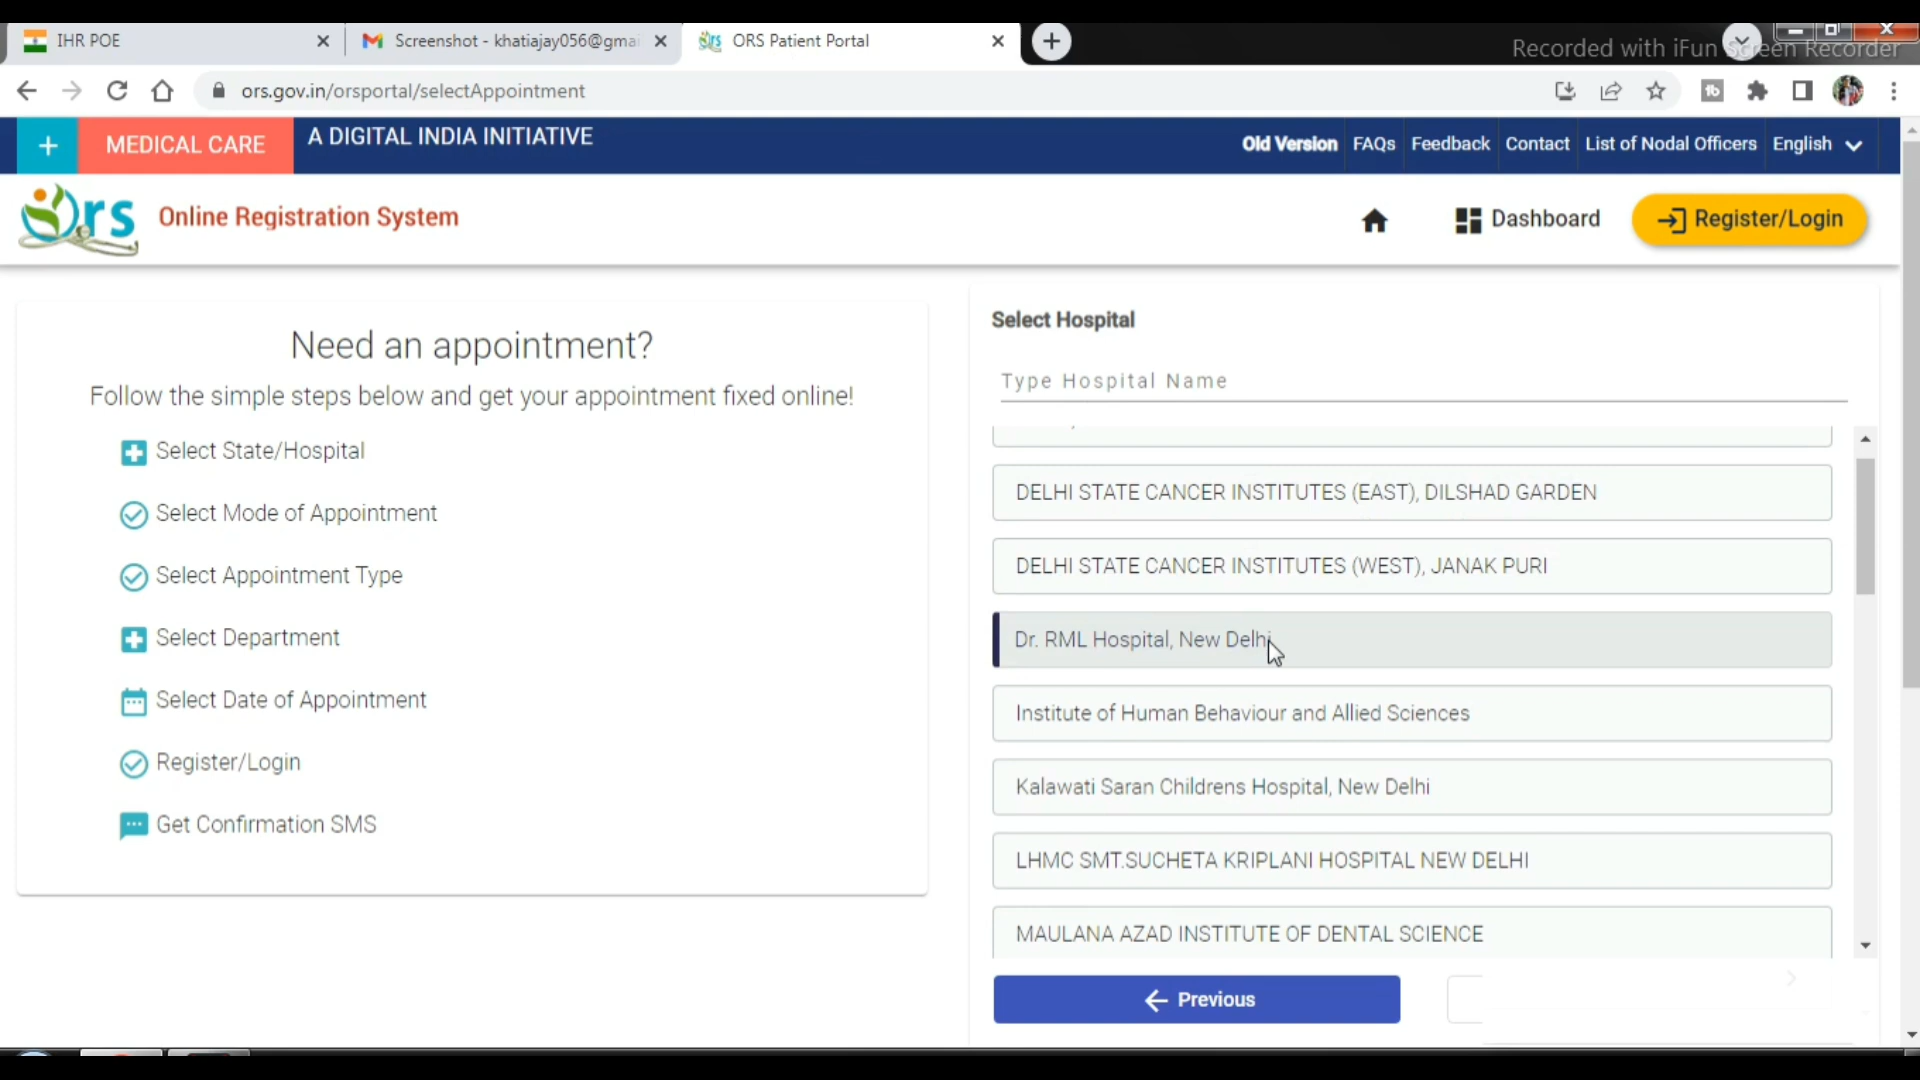 IHR POE
Screenshot - khatiajay056@gmai
ORS Patient Portal
Recorded with iFun Screen Recorder
ors.gov.in/orsportal/selectAppointment
MEDICAL CARE
A DIGITAL INDIA INITIATIVE
Old Version
FAQs
Feedback
Contact
List of Nodal Officers
English
Ors
Online Registration System
Dashboard
Register/Login
Need an appointment?
Follow the simple steps below and get your appointment fixed online!
Select State/Hospital
Select Mode of Appointment
Select Appointment Type
Select Department
Select Date of Appointment
Register/Login
Get Confirmation SMS
Select Hospital
Type Hospital Name
DELHI STATE CANCER INSTITUTES (EAST), DILSHAD GARDEN
DELHI STATE CANCER INSTITUTES (WEST), JANAK PURI
Dr. RML Hospital, New Delhi
Institute of Human Behaviour and Allied Sciences
Kalawati Saran Childrens Hospital, New Delhi
LHMC SMT.SUCHETA KRIPLANI HOSPITAL NEW DELHI
MAULANA AZAD INSTITUTE OF DENTAL SCIENCE
Previous